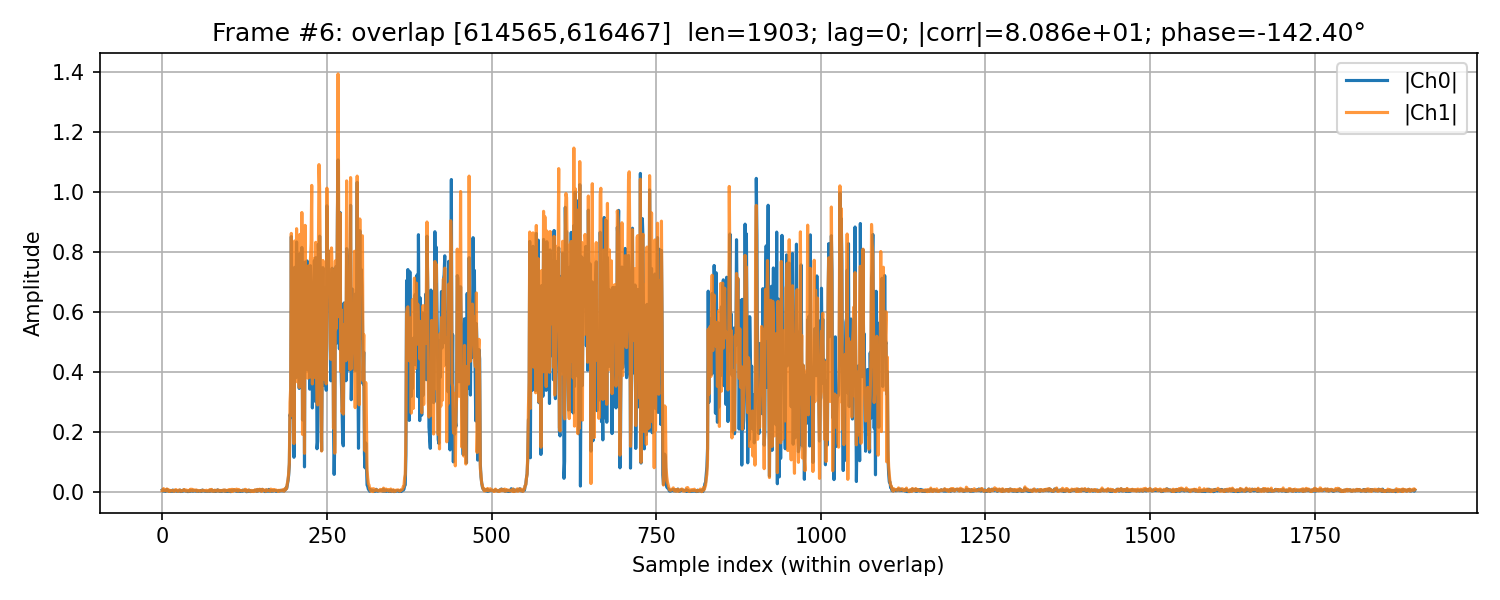 Frame #6: overlap [614565,616467]  len=1903; lag=0; |corr|=8.086e+01; phase=-142.40°
|Ch0|
|Ch1|
Amplitude
1.4
1.2
1.0
0.8
0.6
0.4
0.2
0.0
0 250 500 750 1000 1250 1500 1750
Sample index (within overlap)